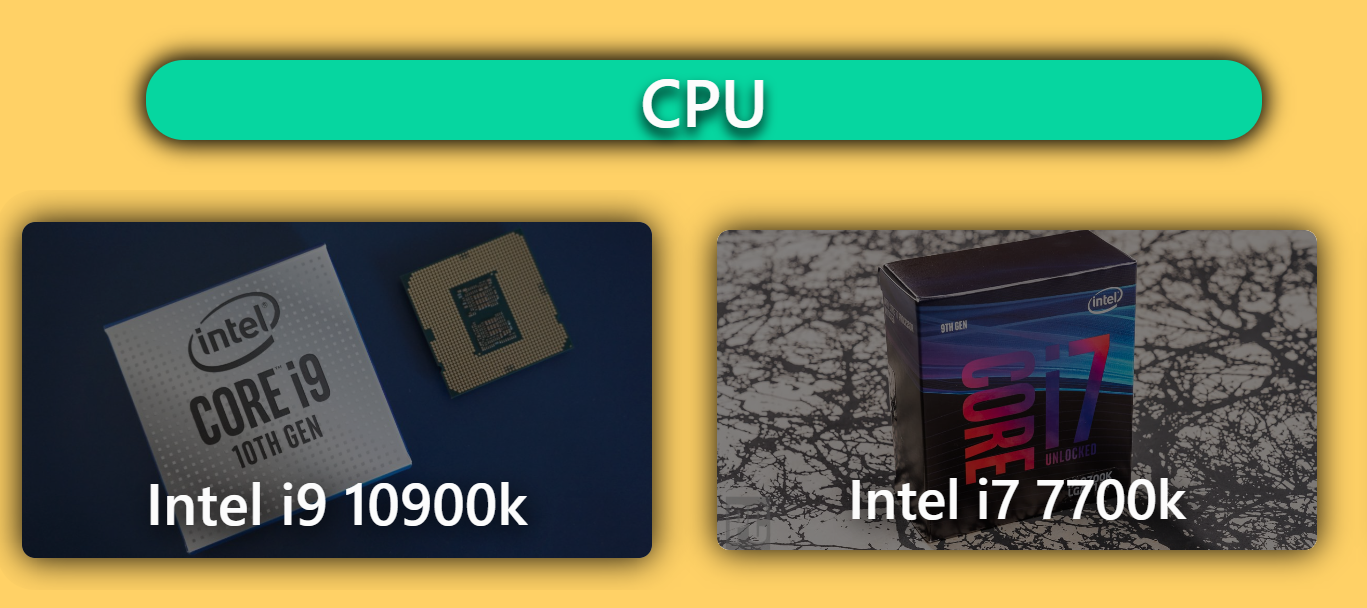 CPU
intel
CORE i9
10TH GEN
Intel i9 10900k
intel
9TH GEN
CORE i7
UNLOCKED
Intel i7 7700k